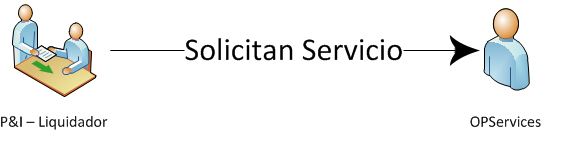 Solicitan Servicio
P&I – Liquidador
OPServices